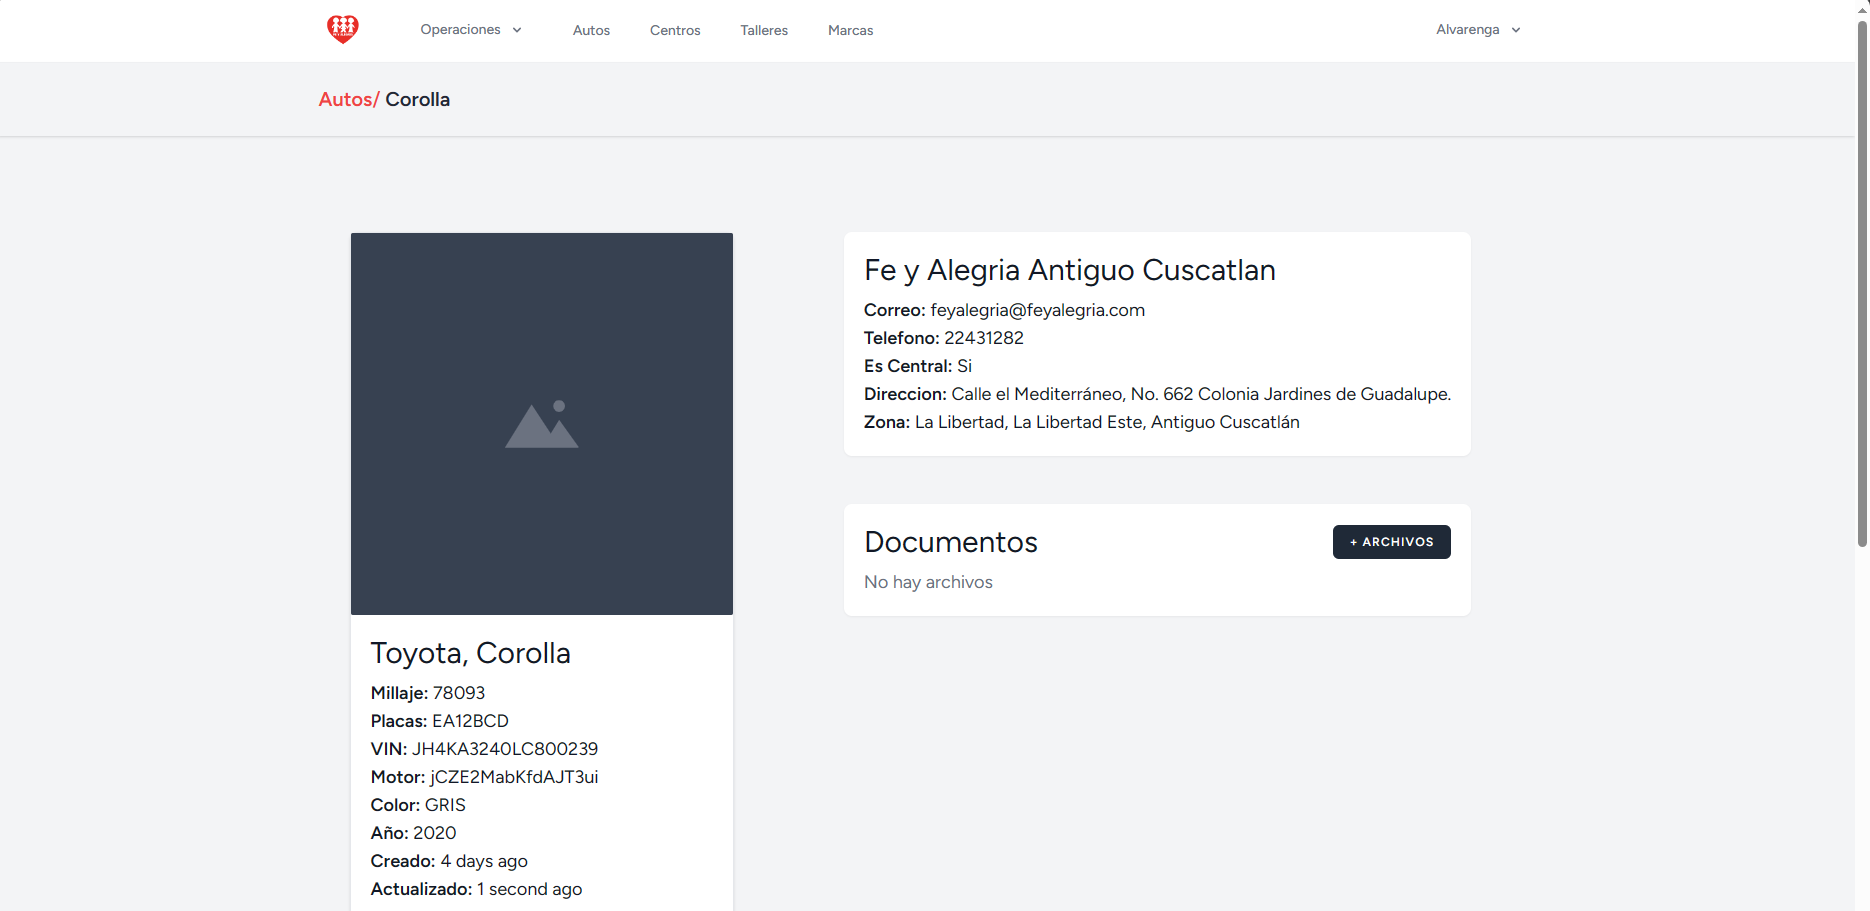 Operaciones
Autos
Centros
Talleres
Marcas
Alvarenga
Autos/ Corolla
Toyota, Corolla
Millaje: 78093
Placas: EA12BCD
VIN: JH4KA3240LC800239
Motor: jCZE2MabKfdAJT3ui
Color: GRIS
Año: 2020
Creado: 4 days ago
Actualizado: 1 second ago
Fe y Alegria Antiguo Cuscatlan
Correo: feyalegria@feyalegria.com
Telefono: 22431282
Es Central: Si
Direccion: Calle el Mediterráneo, No. 662 Colonia Jardines de Guadalupe.
Zona: La Libertad, La Libertad Este, Antiguo Cuscatlán
Documentos
+ ARCHIVOS
No hay archivos